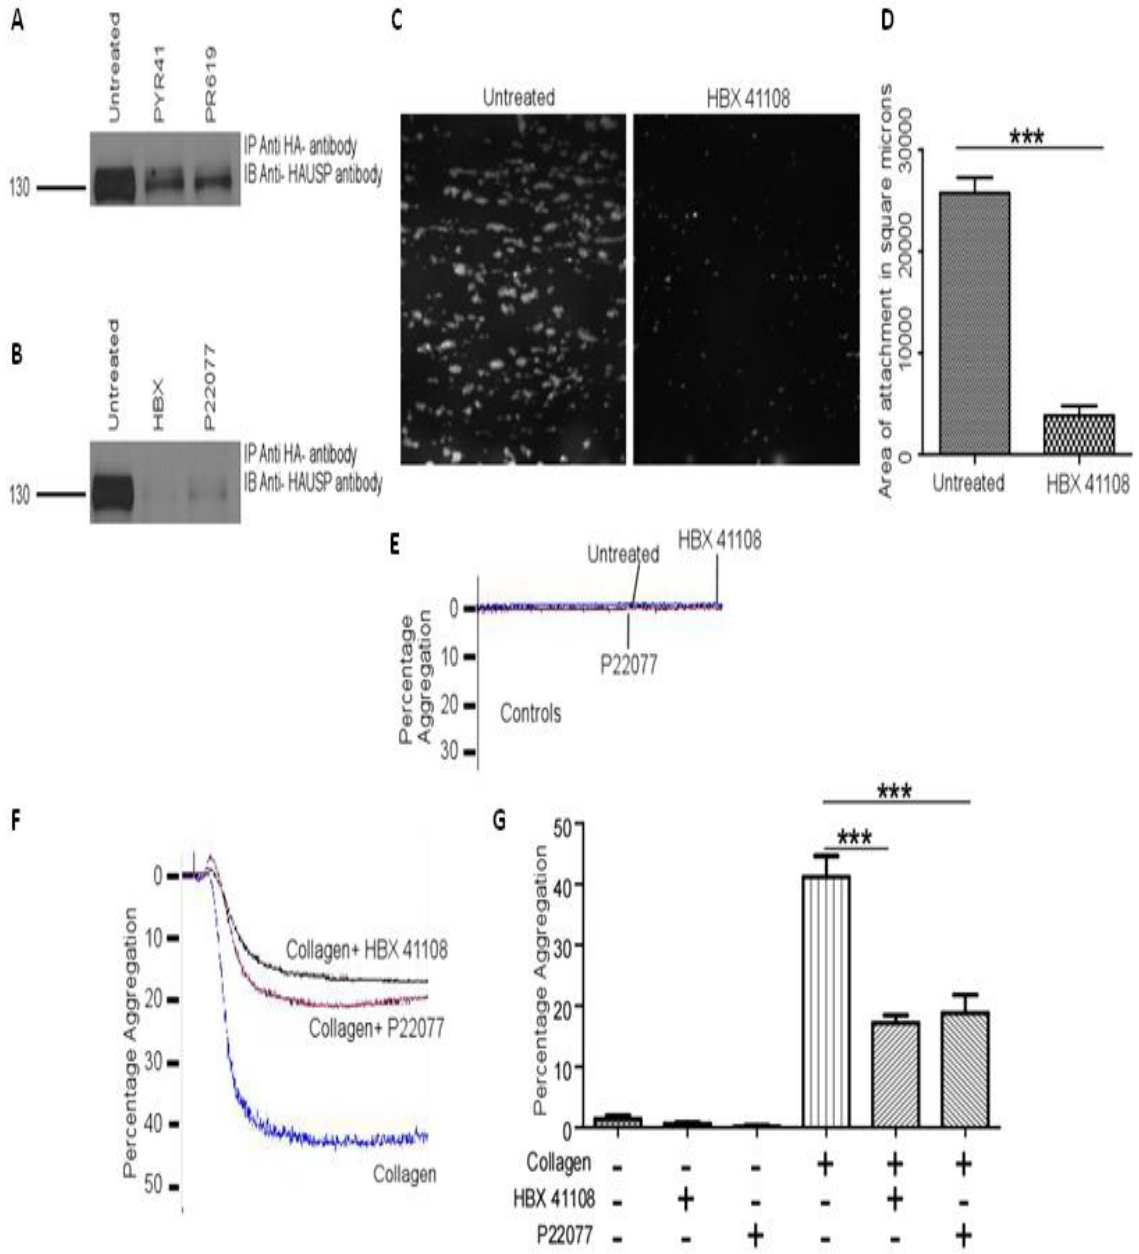 A
Untreated
PYR41
PR619
IP Anti HA- antibody
IB Anti- HAUSP antibody
130
B
Untreated
HBX
P22077
IP Anti HA- antibody
IB Anti- HAUSP antibody
130
C
Untreated
HBX 41108
D
Area of attachment in square microns
30000
20000
10000
0
***
Untreated
HBX 41108
E
Percentage
Aggregation
0
10
20
30
Untreated
HBX 41108
P22077
Controls
F
Percentage Aggregation
0
10
20
30
40
50
Collagen+ HBX 41108
Collagen+ P22077
Collagen
G
Percentage Aggregation
50
40
30
20
10
0
***
***
Collagen - - - + + +
HBX 41108 - + - - + -
P22077 - - + - - +